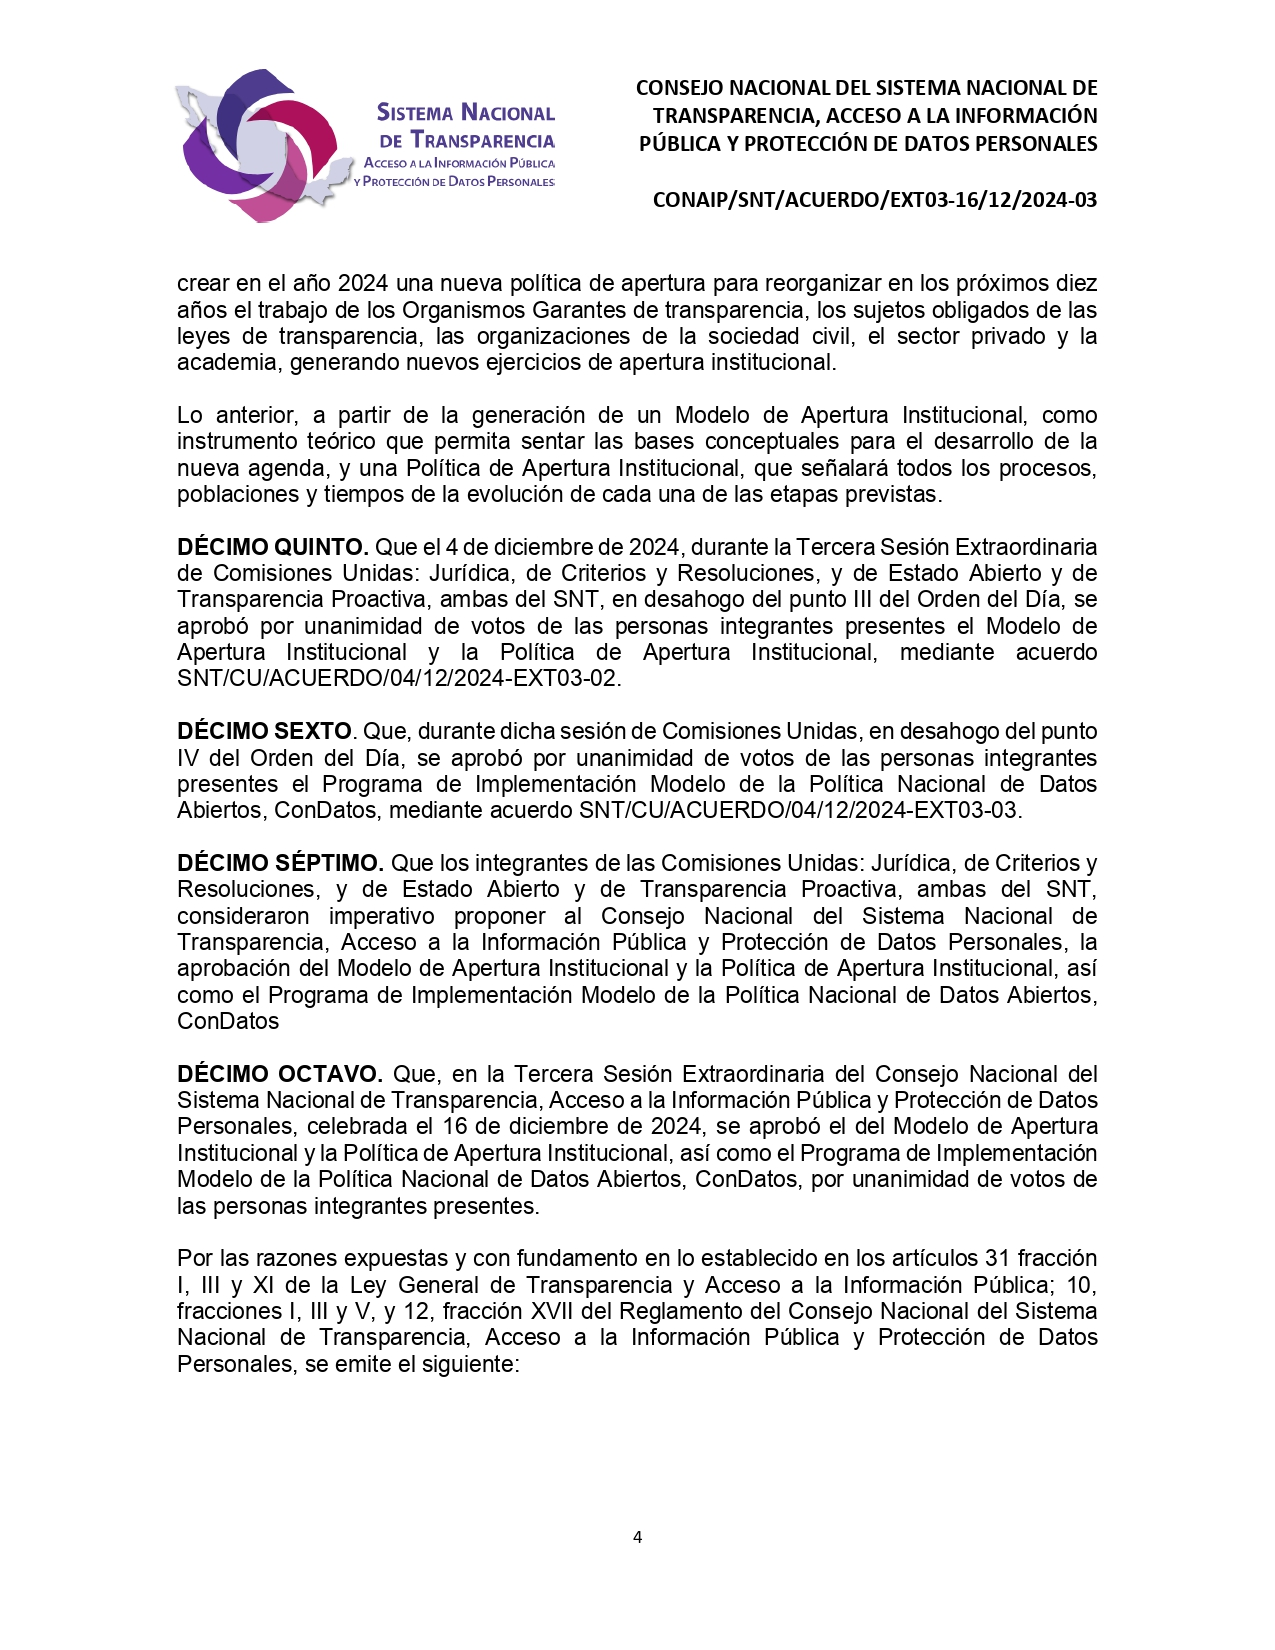 SISTEMA NACIONAL
DE TRANSPARENCIA
ACCESO A LA INFORMACIÓN PÚBLICA
Y PROTECCIÓN DE DATOS PERSONALES
CONSEJO NACIONAL DEL SISTEMA NACIONAL DE
TRANSPARENCIA, ACCESO A LA INFORMACIÓN
PÚBLICA Y PROTECCIÓN DE DATOS PERSONALES
CONAIP/SNT/ACUERDO/EXT03-16/12/2024-03
crear en el año 2024 una nueva política de apertura para reorganizar en los próximos diez
años el trabajo de los Organismos Garantes de transparencia, los sujetos obligados de las
leyes de transparencia, las organizaciones de la sociedad civil, el sector privado y la
academia, generando nuevos ejercicios de apertura institucional.
Lo anterior, a partir de la generación de un Modelo de Apertura Institucional, como
instrumento teórico que permita sentar las bases conceptuales para el desarrollo de la
nueva agenda, y una Política de Apertura Institucional, que señalará todos los procesos,
poblaciones y tiempos de la evolución de cada una de las etapas previstas.
DÉCIMO QUINTO. Que el 4 de diciembre de 2024, durante la Tercera Sesión Extraordinaria
de Comisiones Unidas: Jurídica, de Criterios y Resoluciones, y de Estado Abierto y de
Transparencia Proactiva, ambas del SNT, en desahogo del punto III del Orden del Día, se
aprobó por unanimidad de votos de las personas integrantes presentes el Modelo de
Apertura Institucional y la Política de Apertura Institucional, mediante acuerdo
SNT/CU/ACUERDO/04/12/2024-EXT03-02.
DÉCIMO SEXTO. Que, durante dicha sesión de Comisiones Unidas, en desahogo del punto
IV del Orden del Día, se aprobó por unanimidad de votos de las personas integrantes
presentes el Programa de Implementación Modelo de la Política Nacional de Datos
Abiertos, ConDatos, mediante acuerdo SNT/CU/ACUERDO/04/12/2024-EXT03-03.
DÉCIMO SÉPTIMO. Que los integrantes de las Comisiones Unidas: Jurídica, de Criterios y
Resoluciones, y de Estado Abierto y de Transparencia Proactiva, ambas del SNT,
consideraron imperativo proponer al Consejo Nacional del Sistema Nacional de
Transparencia, Acceso a la Información Pública y Protección de Datos Personales, la
aprobación del Modelo de Apertura Institucional y la Política de Apertura Institucional, así
como el Programa de Implementación Modelo de la Política Nacional de Datos Abiertos,
ConDatos
DÉCIMO OCTAVO. Que, en la Tercera Sesión Extraordinaria del Consejo Nacional del
Sistema Nacional de Transparencia, Acceso a la Información Pública y Protección de Datos
Personales, celebrada el 16 de diciembre de 2024, se aprobó el del Modelo de Apertura
Institucional y la Política de Apertura Institucional, así como el Programa de Implementación
Modelo de la Política Nacional de Datos Abiertos, ConDatos, por unanimidad de votos de
las personas integrantes presentes.
Por las razones expuestas y con fundamento en lo establecido en los artículos 31 fracción
I, III y XI de la Ley General de Transparencia y Acceso a la Información Pública; 10,
fracciones I, III y V, y 12, fracción XVII del Reglamento del Consejo Nacional del Sistema
Nacional de Transparencia, Acceso a la Información Pública y Protección de Datos
Personales, se emite el siguiente:
4